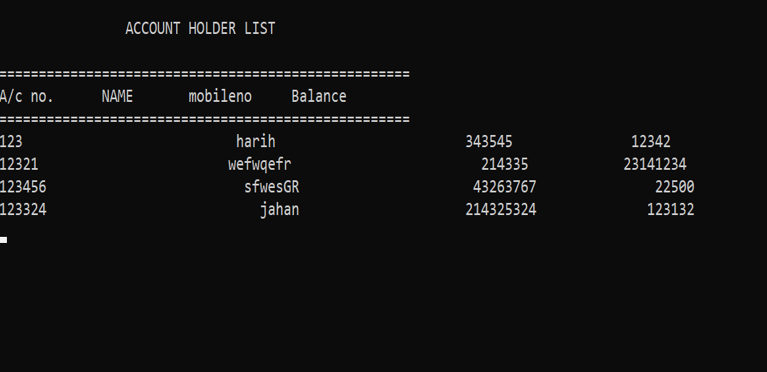 ACCOUNT HOLDER LIST
====================================================
A/c no. NAME mobileno Balance
====================================================
123 harih 343545 12342
12321 wefwqefr 214335 23141234
123456 sfwesGR 43263767 22500
123324 jahan 214325324 123132